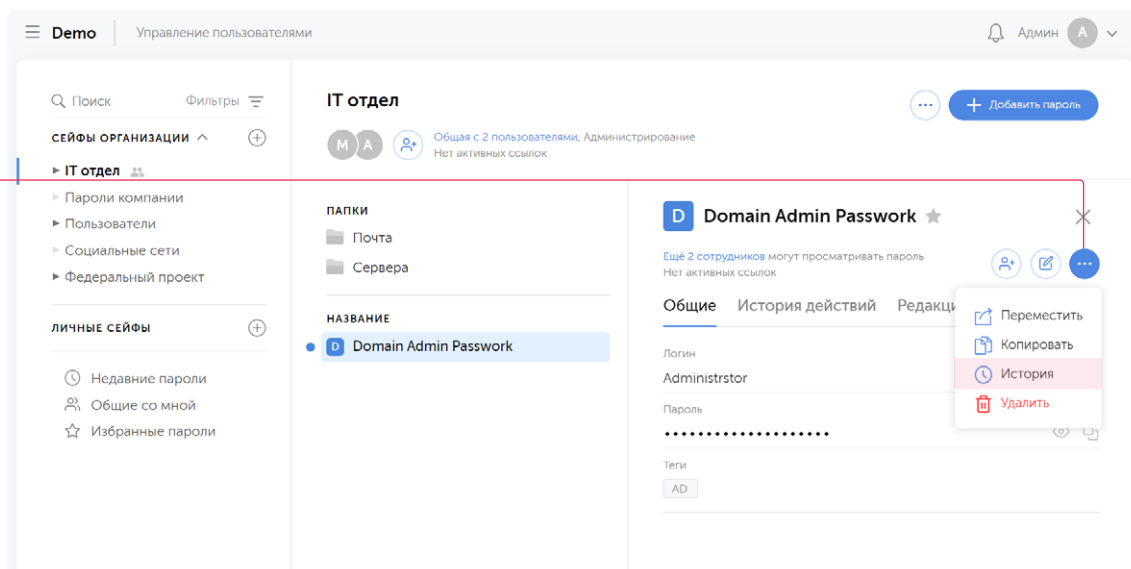 Demo
Управление пользователями
Админ
А
Поиск
Фильтры
СЕЙФЫ ОРГАНИЗАЦИИ
IT отдел
Пароли компании
Пользователи
Социальные сети
Федеральный проект
ЛИЧНЫЕ СЕЙФЫ
Недавние пароли
Общие со мной
Избранные пароли
IT отдел
Добавить пароль
М
А
Общая с 2 пользователями, Администрирование
Нет активных ссылок
ПАПКИ
Почта
Сервера
НАЗВАНИЕ
D
Domain Admin Passwork
D
Domain Admin Passwork
Ещё 2 сотрудников могут просматривать пароль
Нет активных ссылок
Общие
История действий
Редакци
Переместить
Копировать
История
Удалить
Логин
Administrstor
Пароль
Теги
AD